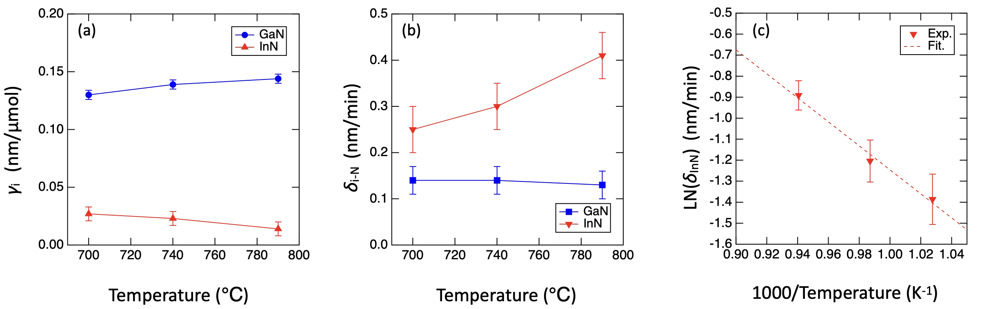 (a)
GaN
InN
0.20
0.15
0.10
0.05
0.00
γi (nm/μmol)
700 720 740 760 780 800
Temperature (°C)
(b)
0.5
0.4
0.3
0.2
0.1
0.0
δi-N (nm/min)
GaN
InN
700 720 740 760 780 800
Temperature (°C)
(c)
Exp.
Fit.
-0.5
-0.6
-0.7
-0.8
-0.9
-1.0
-1.1
-1.2
-1.3
-1.4
-1.5
-1.6
LN(δInN) (nm/min)
0.90 0.92 0.94 0.96 0.98 1.00 1.02 1.04
1000/Temperature (K-1)